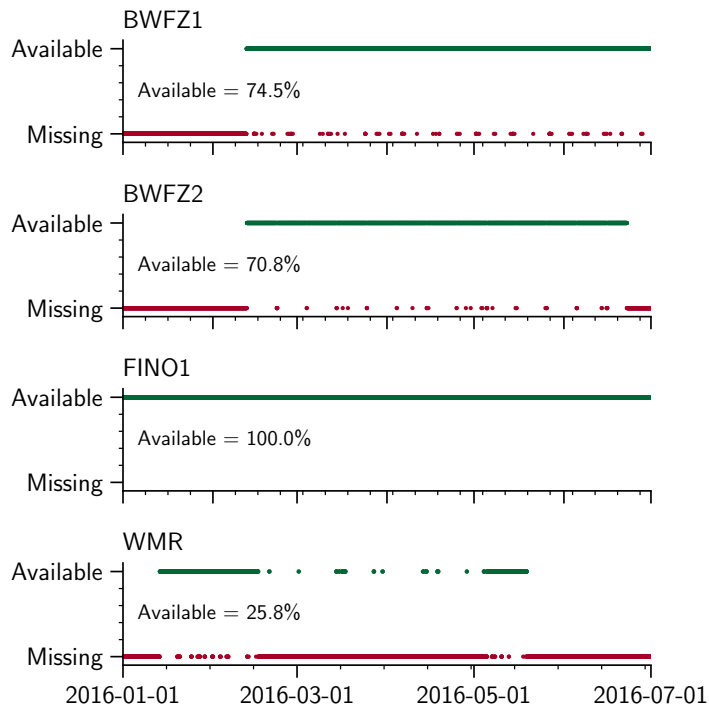 BWFZ1
Available
Available = 74.5%
Missing
BWFZ2
Available
Available = 70.8%
Missing
FINO1
Available
Available = 100.0%
Missing
WMR
Available
Available = 25.8%
Missing
2016-01-01 2016-03-01 2016-05-01 2016-07-01